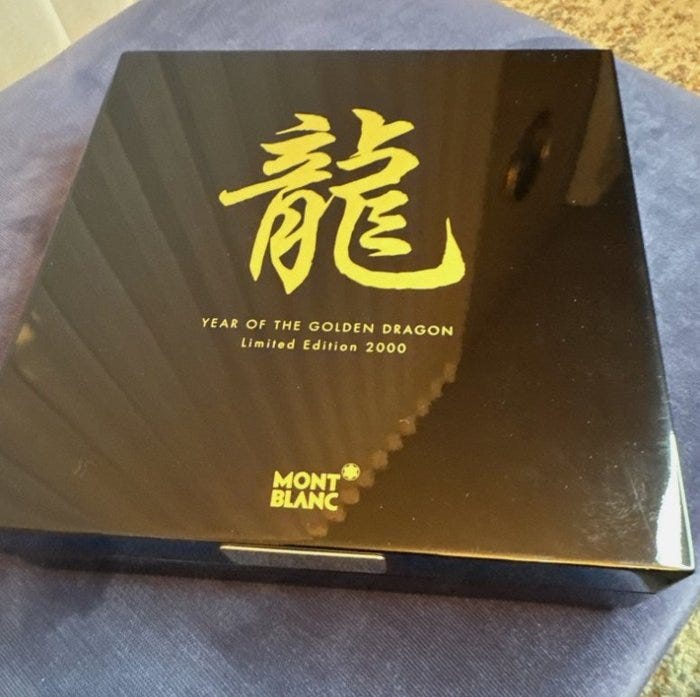 龍
YEAR OF THE GOLDEN DRAGON
Limited Edition 2000
MONT
BLANC